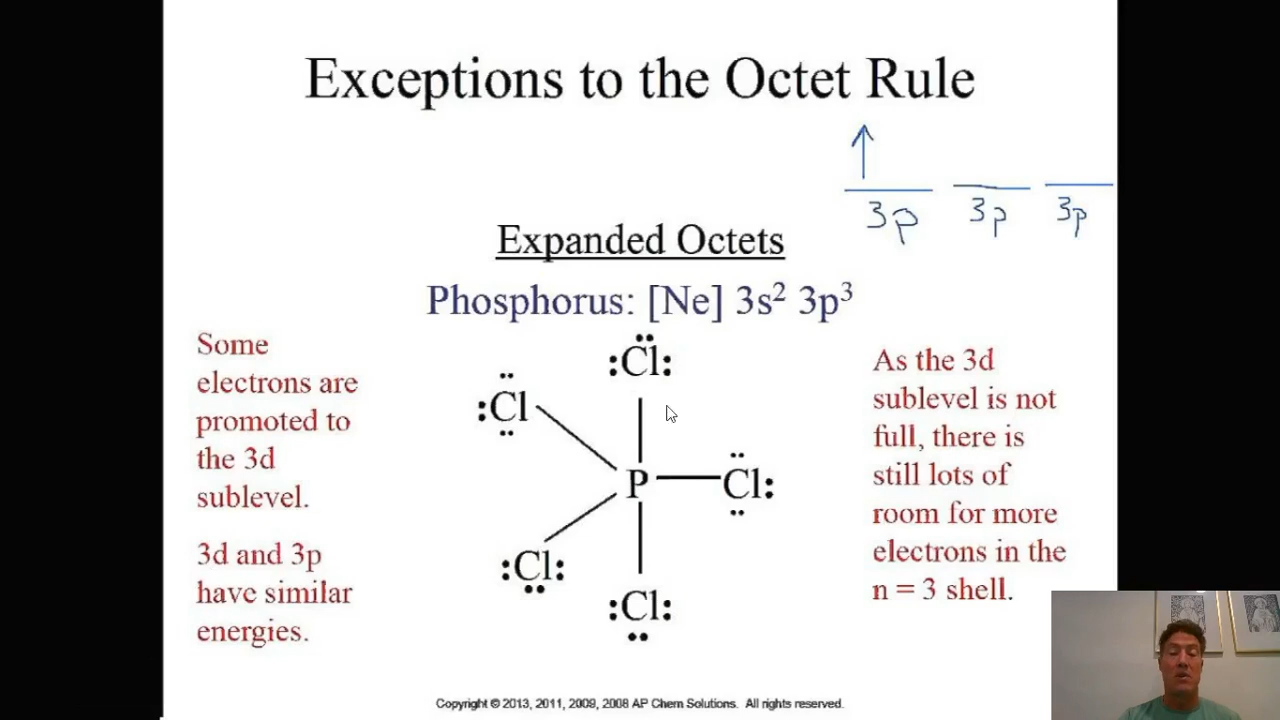 Exceptions to the Octet Rule
3p 3p 3p
Expanded Octets
Phosphorus: [Ne] 3s² 3p³
Some
electrons are
promoted to
the 3d
sublevel.
3d and 3p
have similar
energies.
:Cl:
:Cl
P
Cl:
:Cl:
:Cl:
As the 3d
sublevel is not
full, there is
still lots of
room for more
electrons in the
n = 3 shell.
Copyright © 2013, 2011, 2009, 2008 AP Chem Solutions. All rights reserved.